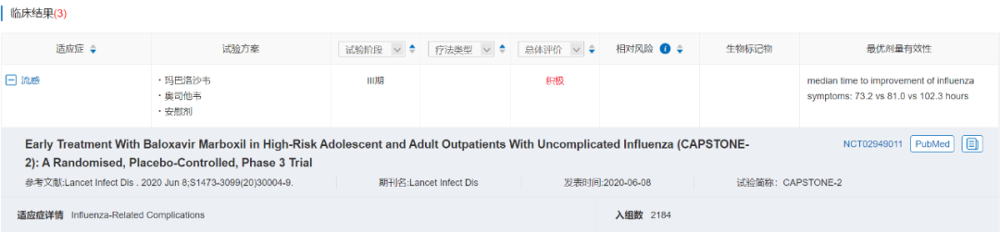 临床结果(3)
适应症 试验方案 试验阶段 疗法类型 总体评价 相对风险 i 生物标记物 最优剂量有效性
流感 · 玛巴洛沙韦 III期 积极 median time to improvement of influenza
· 奥司他韦 symptoms: 73.2 vs 81.0 vs 102.3 hours
· 安慰剂
Early Treatment With Baloxavir Marboxil in High-Risk Adolescent and Adult Outpatients With Uncomplicated Influenza (CAPSTONE- NCT02949011 PubMed
2): A Randomised, Placebo-Controlled, Phase 3 Trial
参考文献:Lancet Infect Dis . 2020 Jun 8;S1473-3099(20)30004-9. 期刊名:Lancet Infect Dis 发表时间:2020-06-08 试验简称: CAPSTONE-2
适应症详情 Influenza-Related Complications 入组数 2184